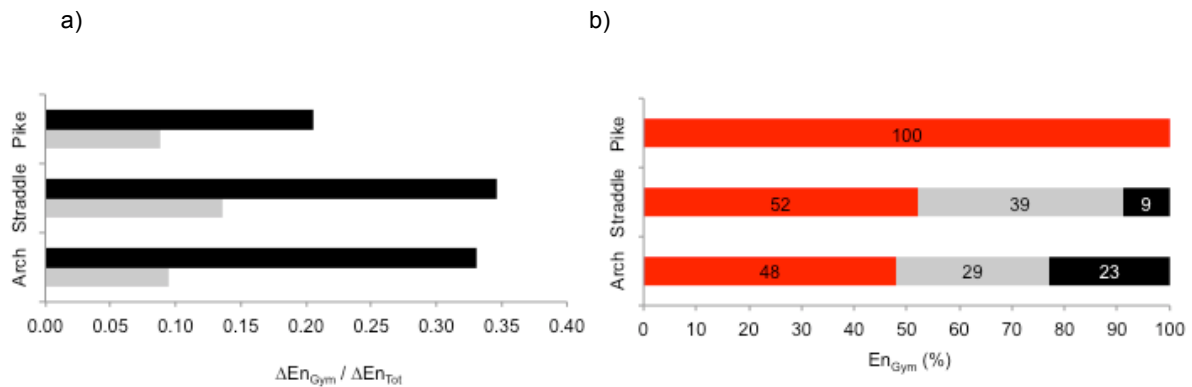 a)
Pike
Straddle
Arch
0.00 0.05 0.10 0.15 0.20 0.25 0.30 0.35 0.40
ΔEnGym / ΔEnTot
b)
Pike
100
Straddle
52 39 9
Arch
48 29 23
0 10 20 30 40 50 60 70 80 90 100
EnGym (%)